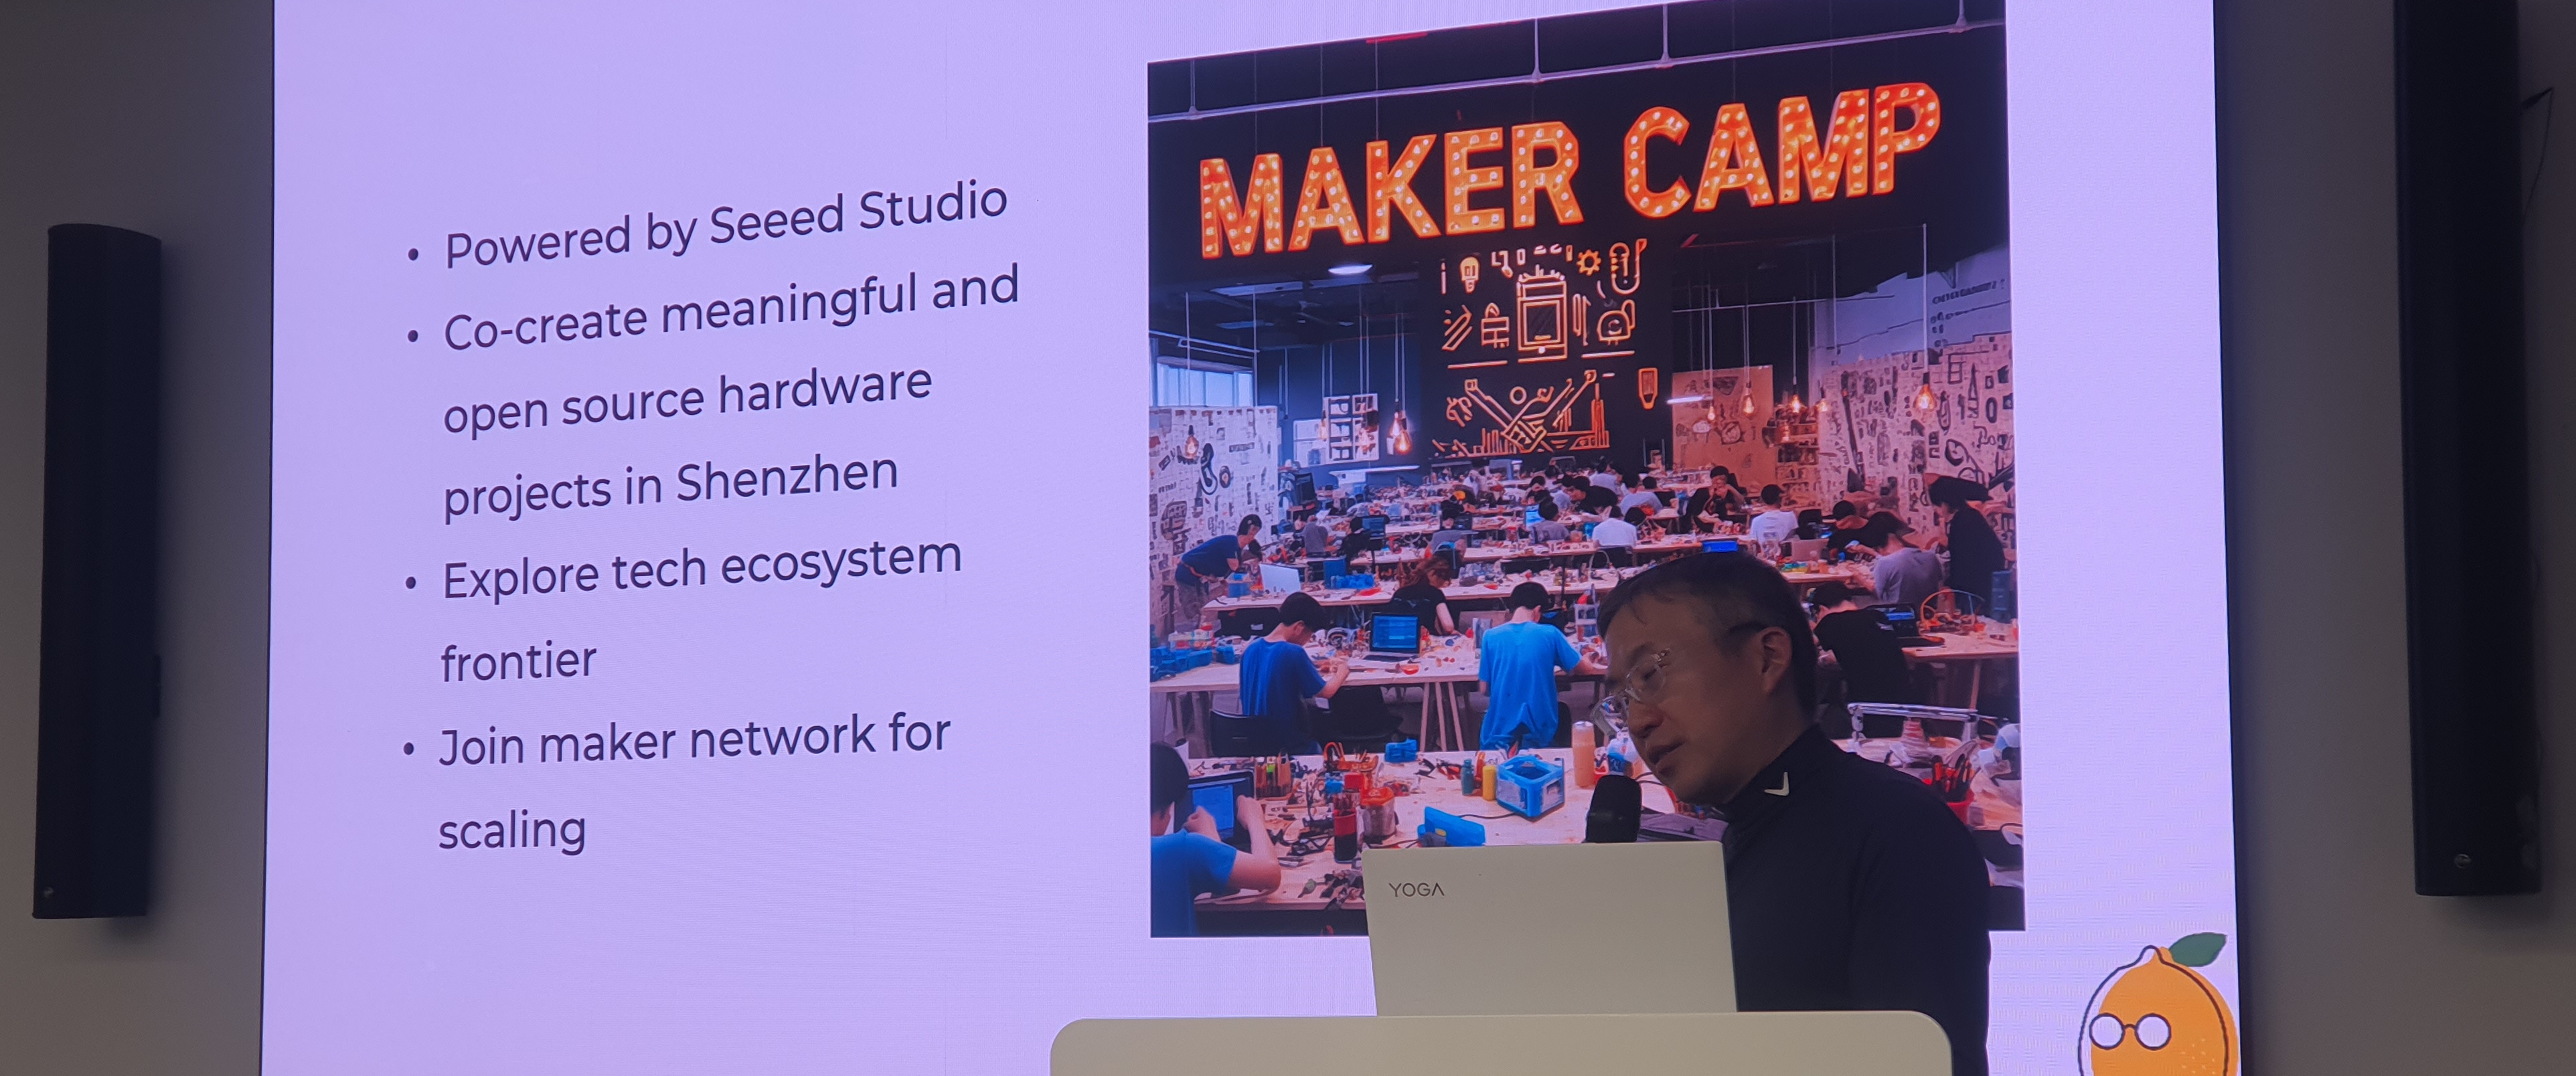 MAKER CAMP
• Powered by Seeed Studio
• Co-create meaningful and
open source hardware
projects in Shenzhen
• Explore tech ecosystem
frontier
• Join maker network for
scaling
YOGA